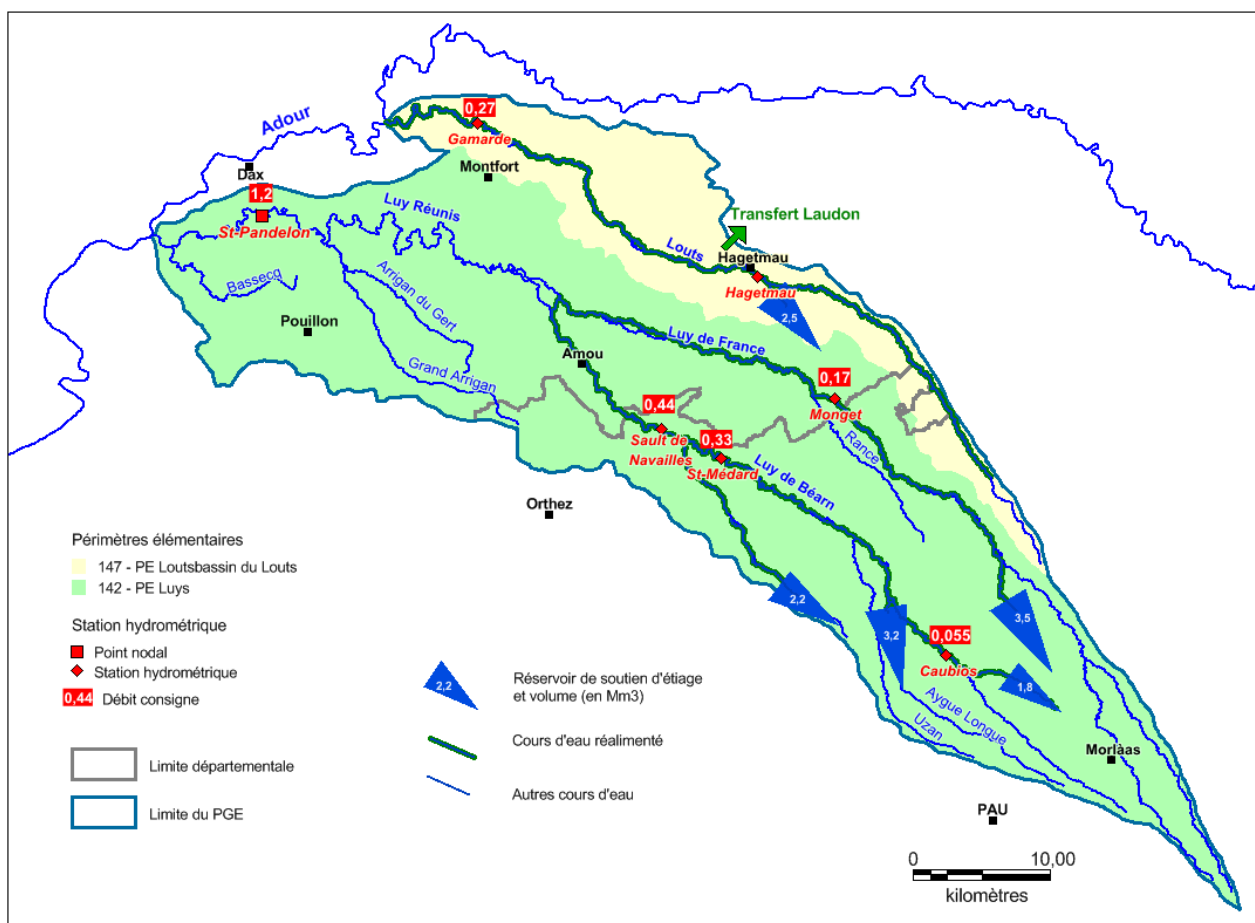 0,27
Adour
Gamarde
Montfort
Dax
1,2
Luy Réunis
St-Pandelon
Transfert Laudon
Louts
Hagetmau
Bassecq
Arrigan du Gert
Hagetmau
2,5
Pouillon
Luy de France
Amou
Grand Arrigan
0,17
Monget
0,44
Sault de
Navailles
0,33
St-Médard
Rance
Luy de Béarn
Orthez
Périmètres élémentaires
147 - PE Loutsbassin du Louts
142 - PE Luys
Station hydrométrique
Point nodal
Station hydrométrique
0,44 Débit consigne
Limite départementale
Limite du PGE
2,2 Réservoir de soutien d'étiage
et volume (en Mm3)
Cours d'eau réalimenté
Autres cours d'eau
2,2
3,2
3,5
0,055
Caubios
1,8
Aygue Longue
Uzan
Morlàas
PAU
0 10,00
kilomètres